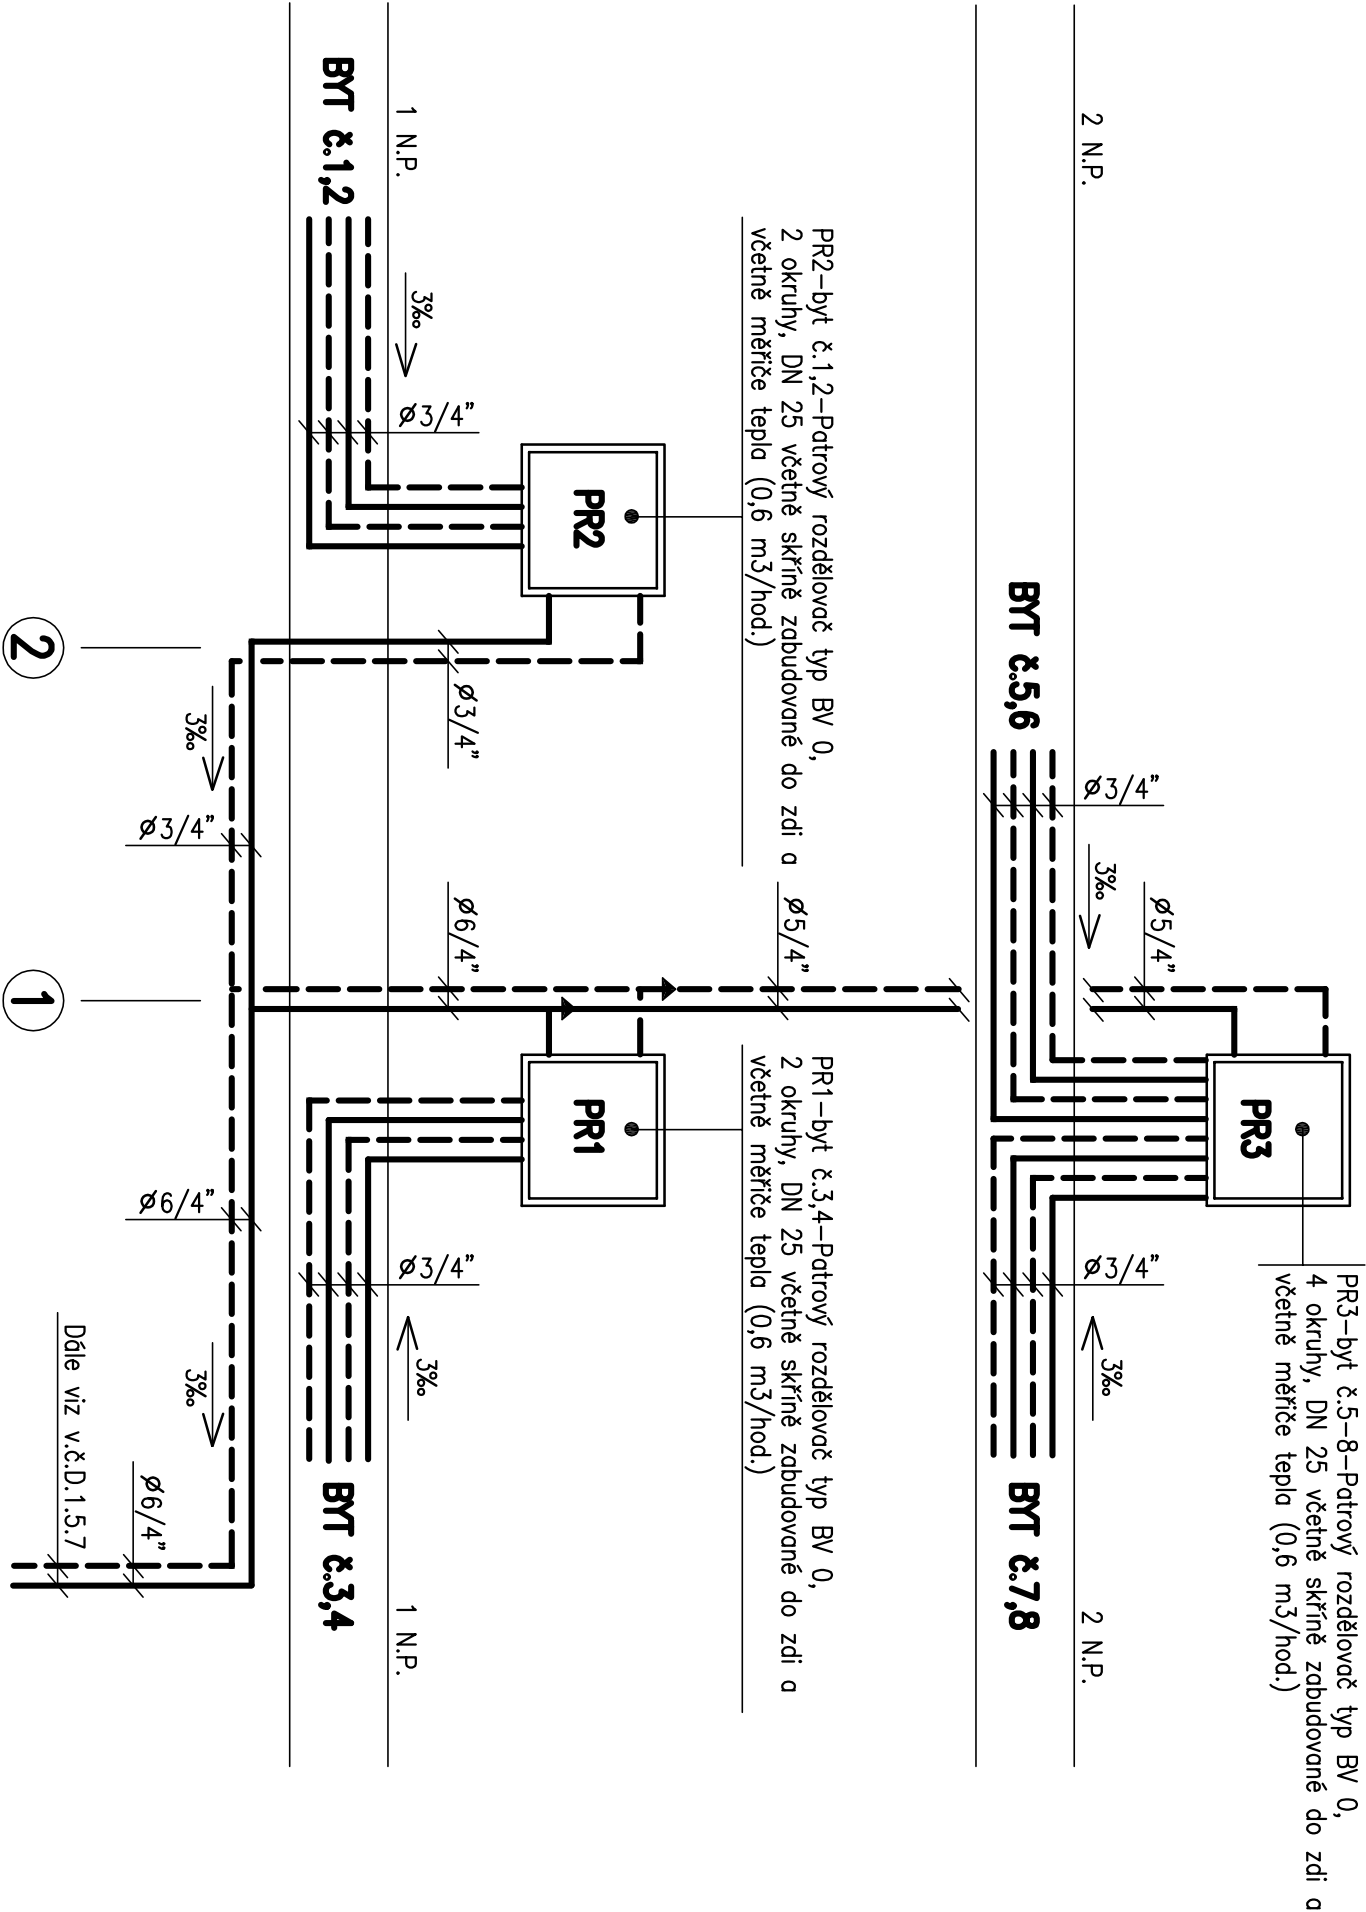 PR3-byt č.5-8-Patrový rozdělovač typ BV 0,
4 okruhy, DN 25 včetně skříně zabudované do zdi a
včetně měřiče tepla (0,6 m3/hod.)
PR3
ø5/4"
2 N.P.
2 N.P.
3‰
3‰
ø3/4"
ø3/4"
BYT č.5,6
BYT č.7,8
PR2-byt č.1,2-Patrový rozdělovač typ BV 0,
2 okruhy, DN 25 včetně skříně zabudované do zdi a
včetně měřiče tepla (0,6 m3/hod.)
PR1-byt č.3,4-Patrový rozdělovač typ BV 0,
2 okruhy, DN 25 včetně skříně zabudované do zdi a
včetně měřiče tepla (0,6 m3/hod.)
ø5/4"
PR2
PR1
ø3/4"
ø6/4"
1 N.P.
1 N.P.
3‰
3‰
ø3/4"
ø3/4"
BYT č.1,2
BYT č.3,4
3‰
3‰
ø3/4"
ø6/4"
ø6/4"
Dále viz v.č.D.1.5.7
2
1